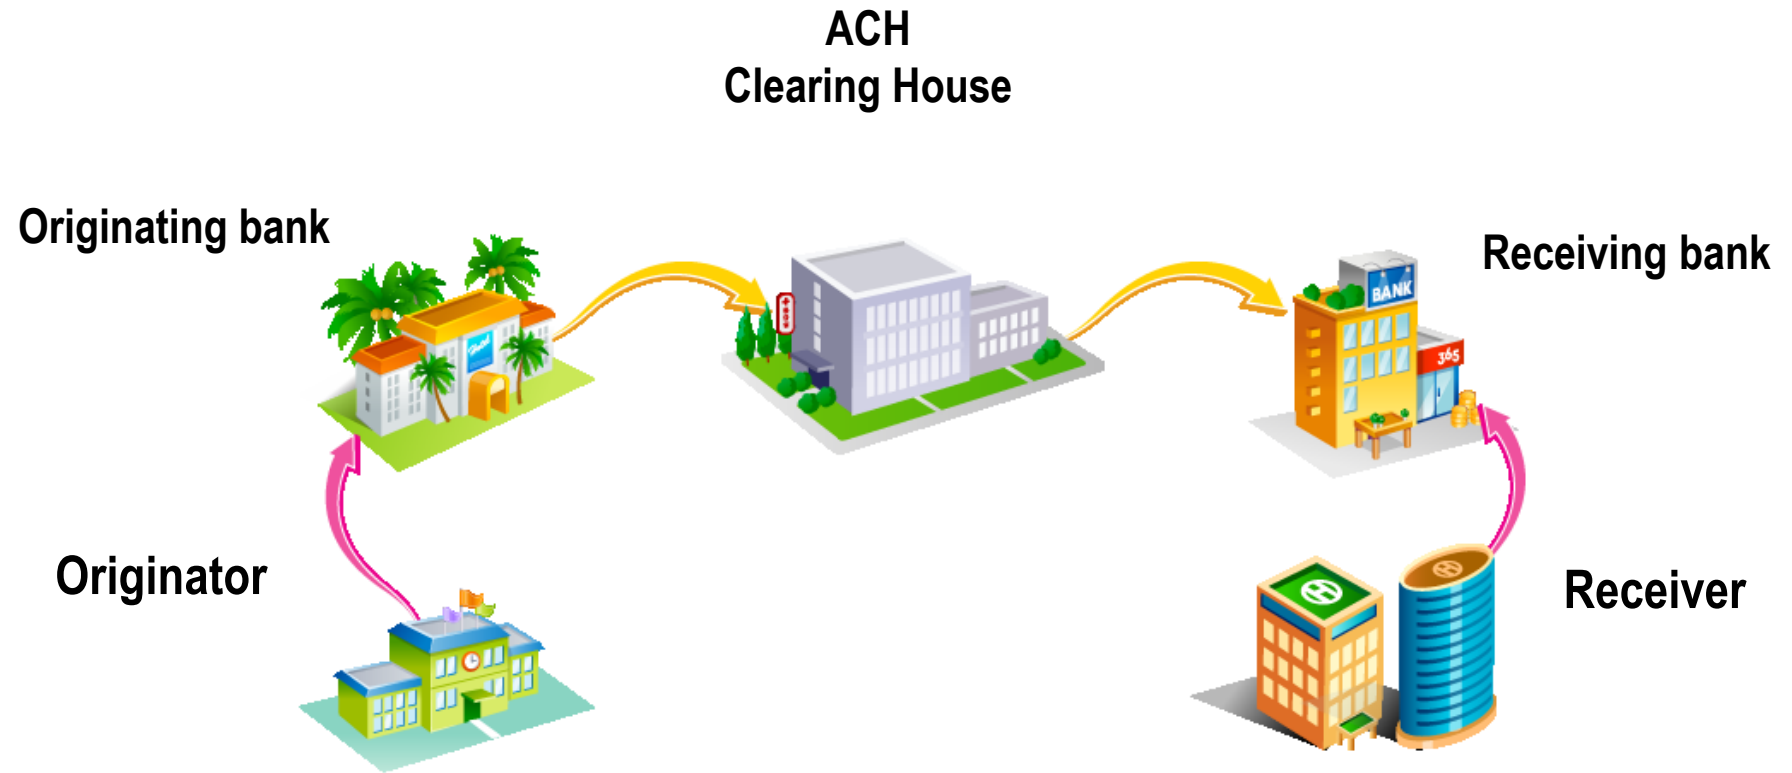 ACH
Clearing House
Originating bank
Receiving bank
BANK
365
Originator
Receiver